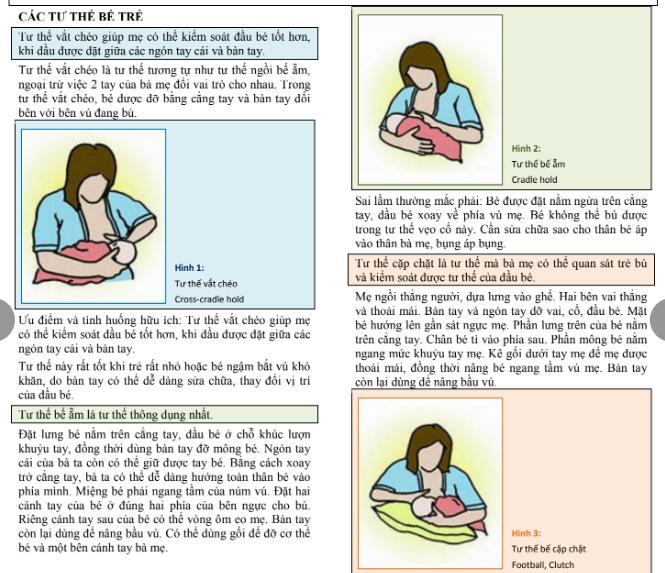 CÁC TƯ THẾ BẾ TRẺ
Tư thế vắt chéo giúp mẹ có thể kiểm soát đầu bé tốt hơn,
khi đầu được đặt giữa các ngón tay cái và bàn tay.
Tư thế vắt chéo là tư thế tương tự như tư thế ngồi bế ẵm,
ngoại trừ việc 2 tay của bà mẹ đổi vai trò cho nhau. Trong
tư thế vắt chéo, bé được đỡ bằng cẳng tay và bàn tay đối
bên với bên vú đang bú.
Hình 1:
Tư thế vắt chéo
Cross-cradle hold
Ưu điểm và tình huống hữu ích: Tư thế vắt chéo giúp mẹ
có thể kiểm soát đầu bé tốt hơn, khi đầu được đặt giữa các
ngón tay cái và bàn tay.
Tư thế này rất tốt khi trẻ rất nhỏ hoặc bé ngậm bắt vú khó
khăn, do bàn tay có thể dễ dàng sửa chữa, thay đổi vị trí
của đầu bé.
Tư thế bế ẵm là tư thế thông dụng nhất.
Đặt lưng bé nằm trên cẳng tay, đầu bé ở chỗ khúc lượn
khuỷu tay, đồng thời dùng bàn tay đỡ mông bé. Ngón tay
cái của bà ta còn có thể giữ được tay bé. Bằng cách xoay
trở cẳng tay, bà ta có thể dễ dàng hướng toàn thân bé vào
phía mình. Miệng bé phải ngang tầm của núm vú. Đặt hai
cánh tay của bé ở đúng hai phía của bên ngực cho bú.
Riêng cánh tay sau của bé có thể vòng ôm eo mẹ. Bàn tay
còn lại dùng để nâng bầu vú. Có thể dùng gối để đỡ cơ thể
bé và một bên cánh tay bà mẹ.
Hình 2:
Tư thế bế ẵm
Cradle hold
Sai lầm thường mắc phải: Bé được đặt nằm ngửa trên cẳng
tay, đầu bé xoay về phía vú mẹ. Bé không thể bú được
trong tư thế vẹo cổ này. Cần sửa chữa sao cho thân bé áp
vào thân bà mẹ, bụng áp bụng.
Tư thế cặp chặt là tư thế mà bà mẹ có thể quan sát trẻ bú
và kiểm soát được tư thế của đầu bé.
Mẹ ngồi thẳng người, dựa lưng vào ghế. Hai bên vai thẳng
và thoải mái. Bàn tay và ngón tay dỡ vai, cổ, đầu bé. Mặt
bé hướng lên gần sát ngực mẹ. Phần lưng trên của bé nằm
trên cẳng tay. Chân bé tì vào phía sau. Phần mông bé nằm
ngang mức khuỷu tay mẹ. Kê gối dưới tay mẹ để mẹ được
thoải mái, đồng thời nâng bé ngang tầm vú mẹ. Bàn tay
còn lại dùng để nâng bầu vú.
Hình 3:
Tư thế bế cặp chặt
Football, Clutch